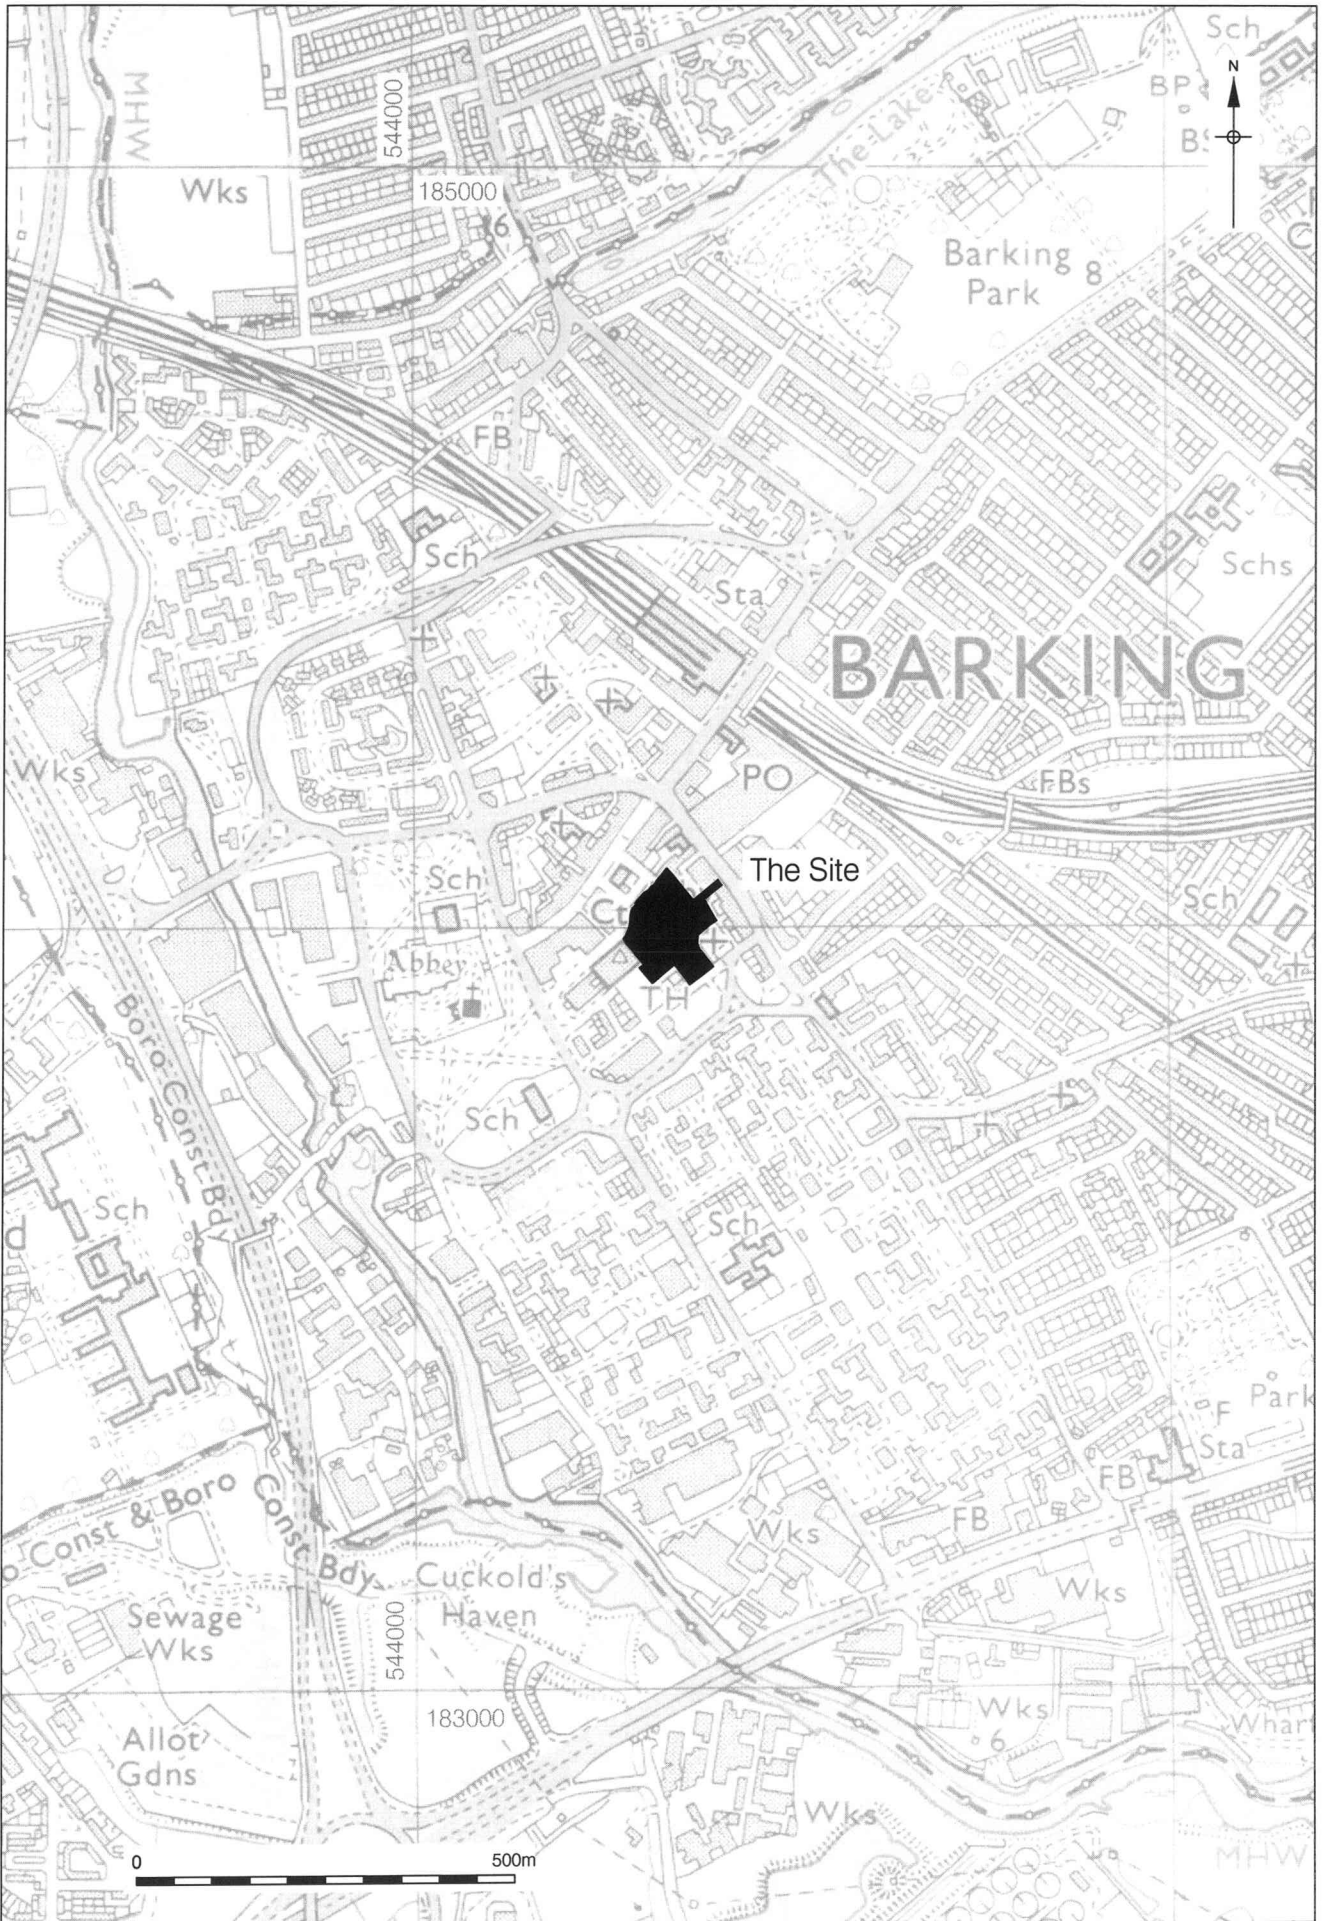 Sch
N
BP
MHW
544000
The Lake
Wks
185000
6
Barking
Park
8
FB
Sch
Sta
Schs
BARKING
Wks
PO
FBs
The Site
Sch
Sch
Ct
Abbey
TH
Boro Const Bdy
Sch
Sch
Sch
d
Park
F
Sta
FB
FB
Wks
Const & Boro
Const
Bdy
Cuckold's
Haven
Wks
Sewage
Wks
544000
183000
Wks
6
Wharf
Allot
Gdns
Wks
MHW
0
500m